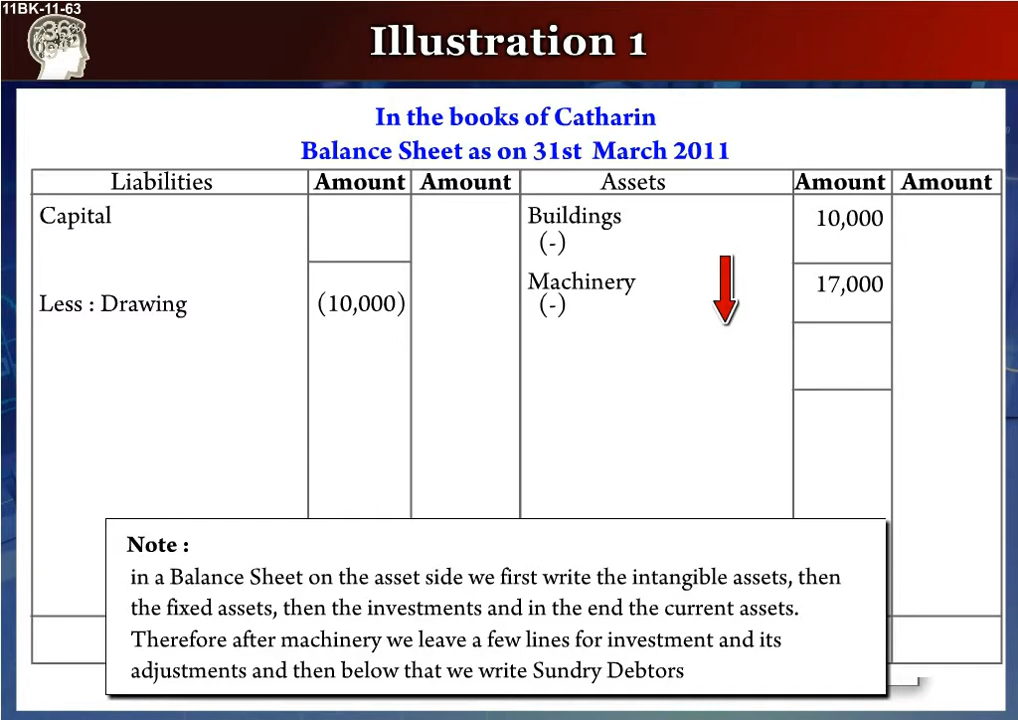 11BK-11-63
Illustration 1
In the books of Catharin
Balance Sheet as on 31st March 2011
Liabilities Amount Amount Assets Amount Amount
Capital Buildings 10,000
(-)
Machinery 17,000
Less : Drawing (10,000) (-)
Note :
in a Balance Sheet on the asset side we first write the intangible assets, then
the fixed assets, then the investments and in the end the current assets.
Therefore after machinery we leave a few lines for investment and its
adjustments and then below that we write Sundry Debtors